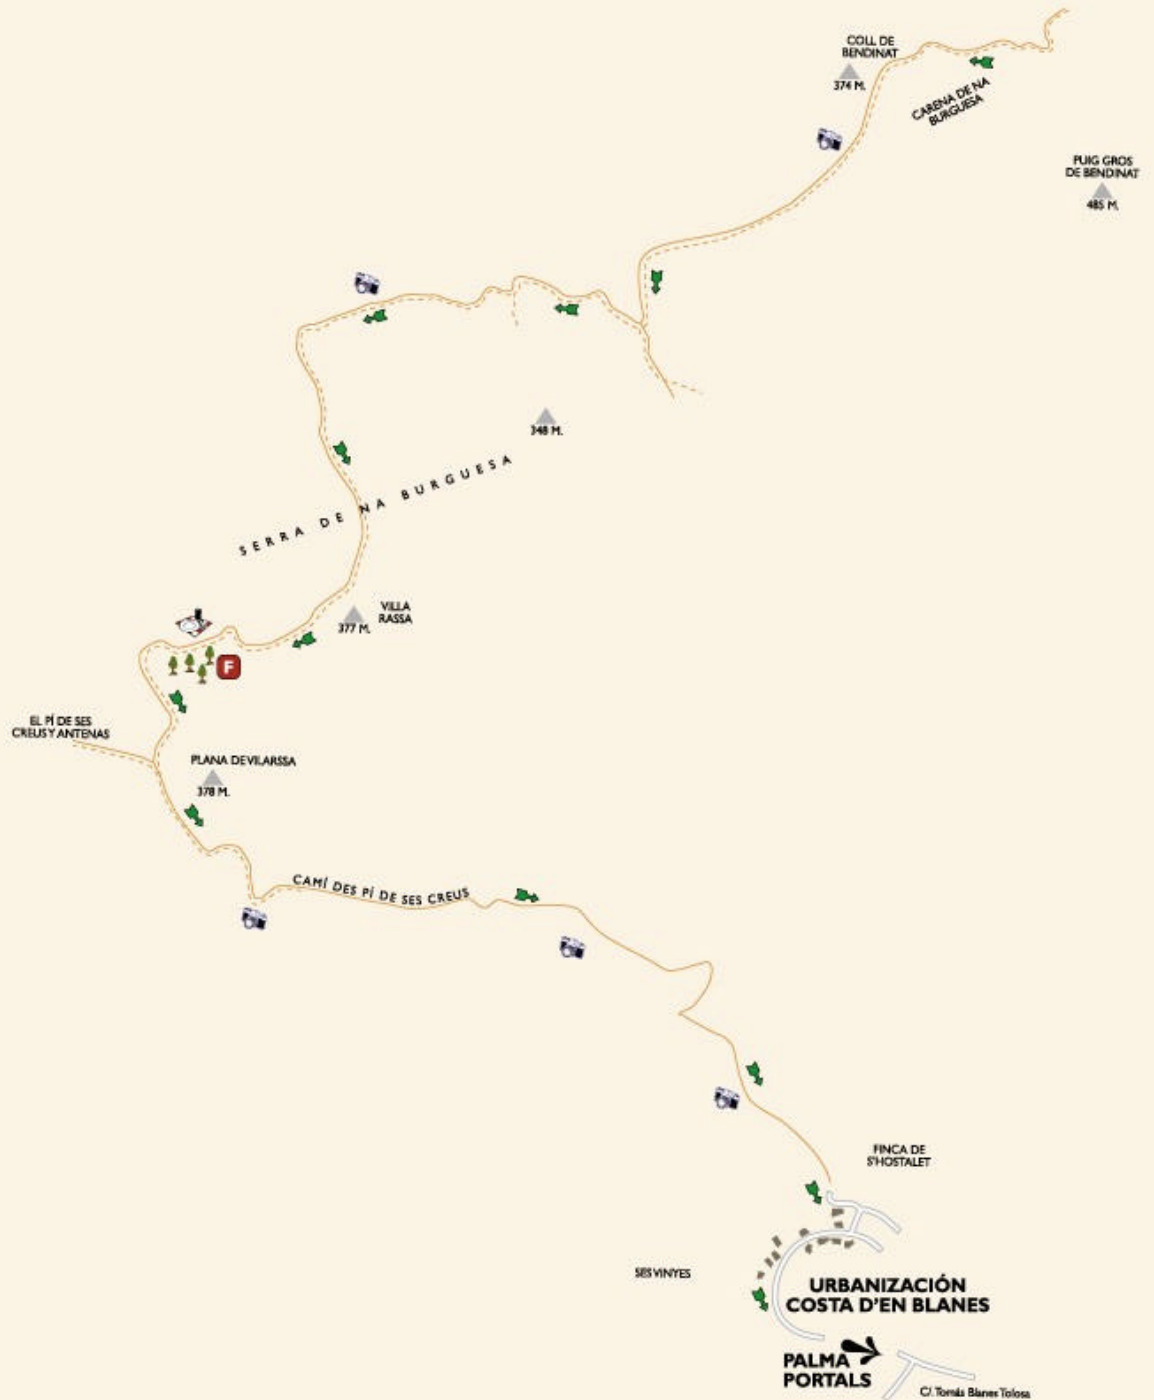 COLL DE
BENDINAT
374 M.
CARENA DE NA
BURGUESA
PUIG GROS
DE BENDINAT
485 M.
348 M.
SERRA DE NA BURGUESA
VILLA
RASSA
377 M.
F
EL PÍ DE SES
CREUS Y ANTENAS
PLANA DE VILARSSA
378 M.
CAMÍ DES PÍ DE SES CREUS
FINCA DE
S'HOSTALET
SES VINYES
URBANIZACIÓN
COSTA D'EN BLANES
PALMA
PORTALS
C/. Tomás Blanes Tolosa